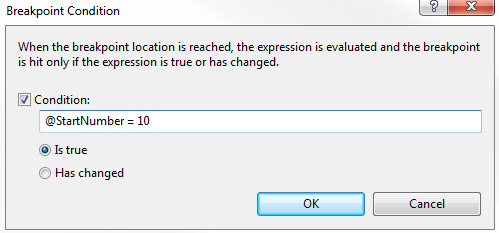 Breakpoint Condition
When the breakpoint location is reached, the expression is evaluated and the breakpoint
is hit only if the expression is true or has changed.
Condition:
@StartNumber = 10
Is true
Has changed
OK Cancel